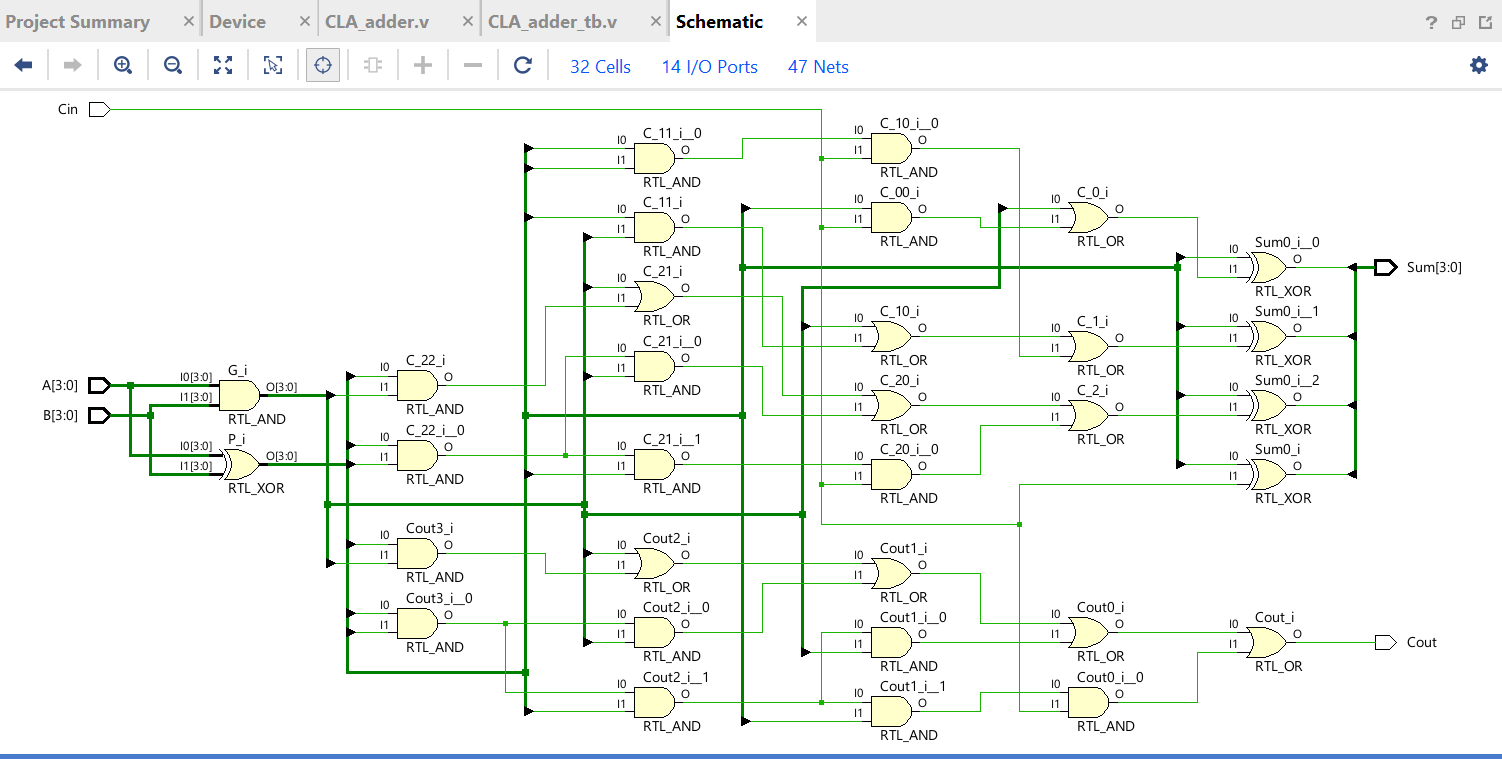 Project Summary × Device × CLA_adder.v × CLA_adder_tb.v × Schematic × ?
32 Cells 14 I/O Ports 47 Nets
Cin
C_11_i__0
I0 I1 O
RTL_AND
C_11_i
I0 I1 O
RTL_AND
C_21_i
I0 I1 O
RTL_OR
C_21_i__0
I0 I1 O
RTL_AND
C_21_i__1
I0 I1 O
RTL_AND
C_10_i__0
I0 I1 O
RTL_AND
C_00_i
I0 I1 O
RTL_AND
C_0_i
I0 I1 O
RTL_OR
C_10_i
I0 I1 O
RTL_OR
C_1_i
I0 I1 O
RTL_OR
C_20_i
I0 I1 O
RTL_OR
C_2_i
I0 I1 O
RTL_OR
C_20_i__0
I0 I1 O
RTL_AND
Sum0_i__0
I0 I1 O
RTL_XOR
Sum0_i__1
I0 I1 O
RTL_XOR
Sum0_i__2
I0 I1 O
RTL_XOR
Sum0_i
I0 I1 O
RTL_XOR
Sum[3:0]
A[3:0]
B[3:0]
G_i
I0[3:0] I1[3:0] O[3:0]
RTL_AND
P_i
I0[3:0] I1[3:0] O[3:0]
RTL_XOR
C_22_i
I0 I1 O
RTL_AND
C_22_i__0
I0 I1 O
RTL_AND
Cout3_i
I0 I1 O
RTL_AND
Cout3_i__0
I0 I1 O
RTL_AND
Cout2_i
I0 I1 O
RTL_OR
Cout2_i__0
I0 I1 O
RTL_AND
Cout2_i__1
I0 I1 O
RTL_AND
Cout1_i
I0 I1 O
RTL_OR
Cout1_i__0
I0 I1 O
RTL_AND
Cout1_i__1
I0 I1 O
RTL_AND
Cout0_i
I0 I1 O
RTL_OR
Cout0_i__0
I0 I1 O
RTL_AND
Cout_i
I0 I1 O
RTL_OR
Cout